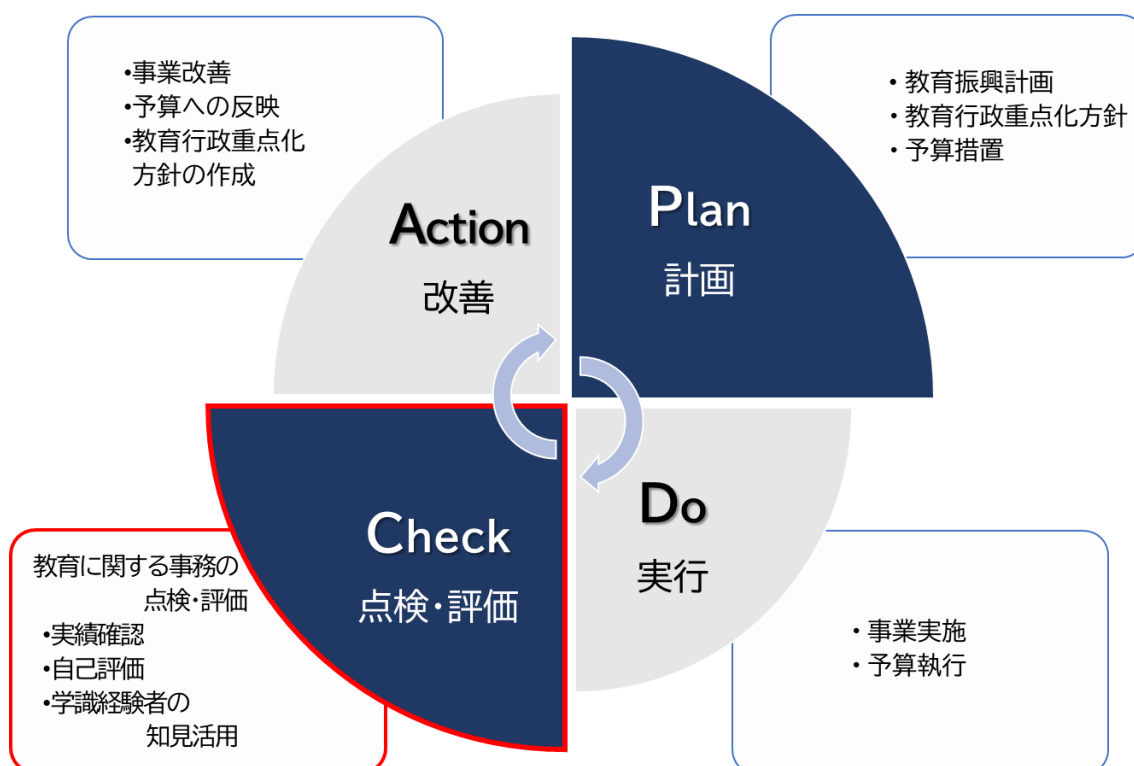 •事業改善
•予算への反映
•教育行政重点化
方針の作成
Action
改善
Plan
計画
・教育振興計画
・教育行政重点化方針
・予算措置
Check
点検・評価
教育に関する事務の
点検・評価
•実績確認
•自己評価
•学識経験者の
知見活用
Do
実行
・事業実施
・予算執行